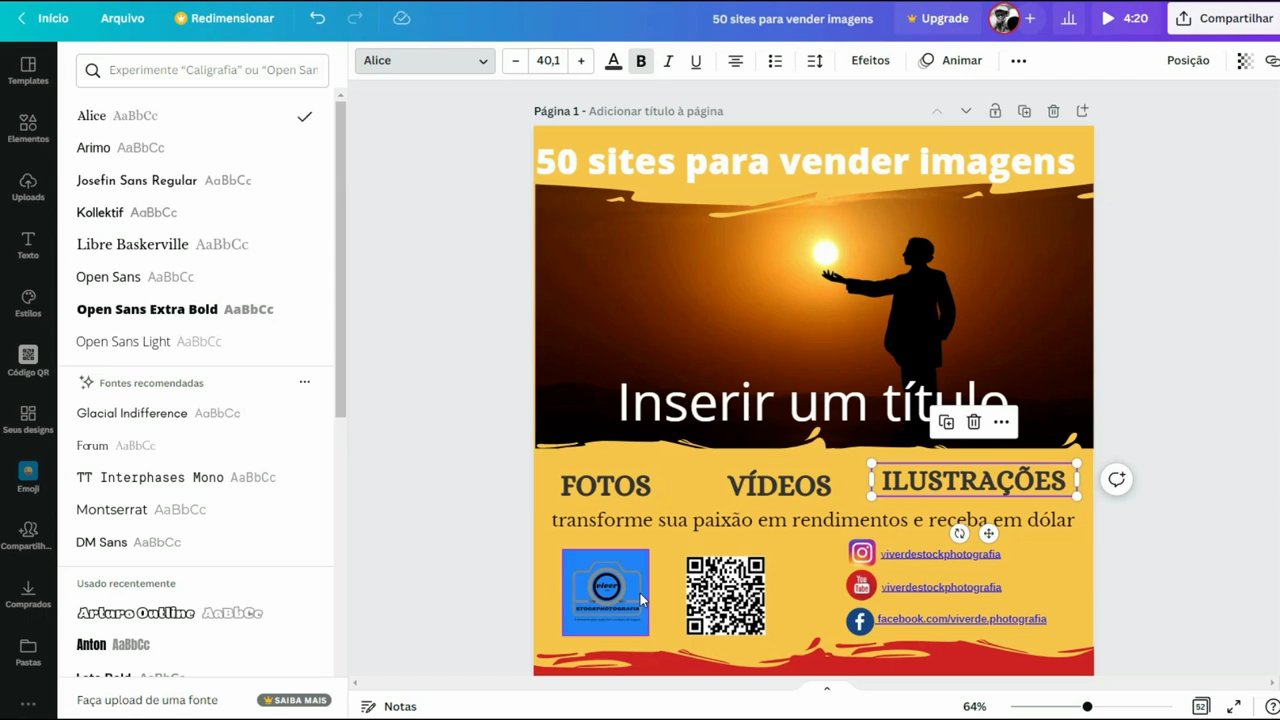 Início
Arquivo
Redimensionar
50 sites para vender imagens
Upgrade
4:20
Compartilhar
Templates
Elementos
Uploads
Texto
Estilos
Código QR
Seus designs
Emoji
Compartilh...
Comprados
Pastas
Experimente “Caligrafia” ou “Open San
Alice AaBbCc
Arimo AaBbCc
Josefin Sans Regular AaBbCc
Kollektif AaBbCc
Libre Baskerville AaBbCc
Open Sans AaBbCc
Open Sans Extra Bold AaBbCc
Open Sans Light AaBbCc
Fontes recomendadas
Glacial Indifference AaBbCc
Forum AaBbCc
TT Interphases Mono AaBbCc
Montserrat AaBbCc
DM Sans AaBbCc
Usado recentemente
Arturo Outline AaBbCc
Anton AaBbCc
Faça upload de uma fonte
SAIBA MAIS
Alice
40,1
A
B
I
U
Efeitos
Animar
Posição
Página 1 - Adicionar título à página
50 sites para vender imagens
Inserir um título
FOTOS
VÍDEOS
ILUSTRAÇÕES
transforme sua paixão em rendimentos e receba em dólar
viver
STOCKPHOTOGRAFIA
viverdestockphotografia
You
Tube
viverdestockphotografia
facebook.com/viverde.photografia
Notas
64%
52